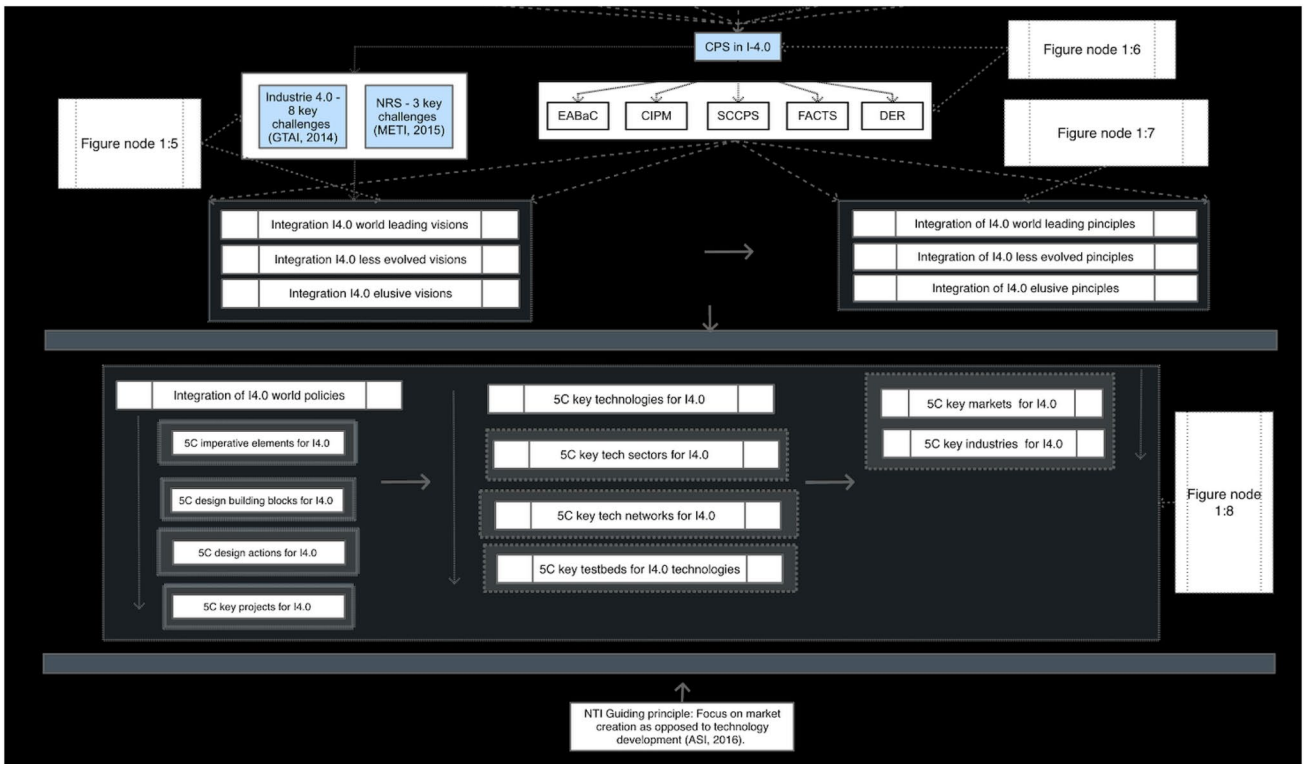 CPS in I-4.0
Figure node 1:6
Industrie 4.0 -
8 key
challenges
(GTAI, 2014)
NRS - 3 key
challenges
(METI, 2015)
EABaC
CIPM
SCCPS
FACTS
DER
Figure node 1:5
Figure node 1:7
Integration I4.0 world leading visions
Integration I4.0 less evolved visions
Integration I4.0 elusive visions
Integration of I4.0 world leading pinciples
Integration of I4.0 less evolved pinciples
Integration of I4.0 elusive pinciples
Integration of I4.0 world policies
5C imperative elements for I4.0
5C design building blocks for I4.0
5C design actions for I4.0
5C key projects for I4.0
5C key technologies for I4.0
5C key tech sectors for I4.0
5C key tech networks for I4.0
5C key testbeds for I4.0 technologies
5C key markets for I4.0
5C key industries for I4.0
Figure node
1:8
NTI Guiding principle: Focus on market
creation as opposed to technology
development (ASI, 2016).